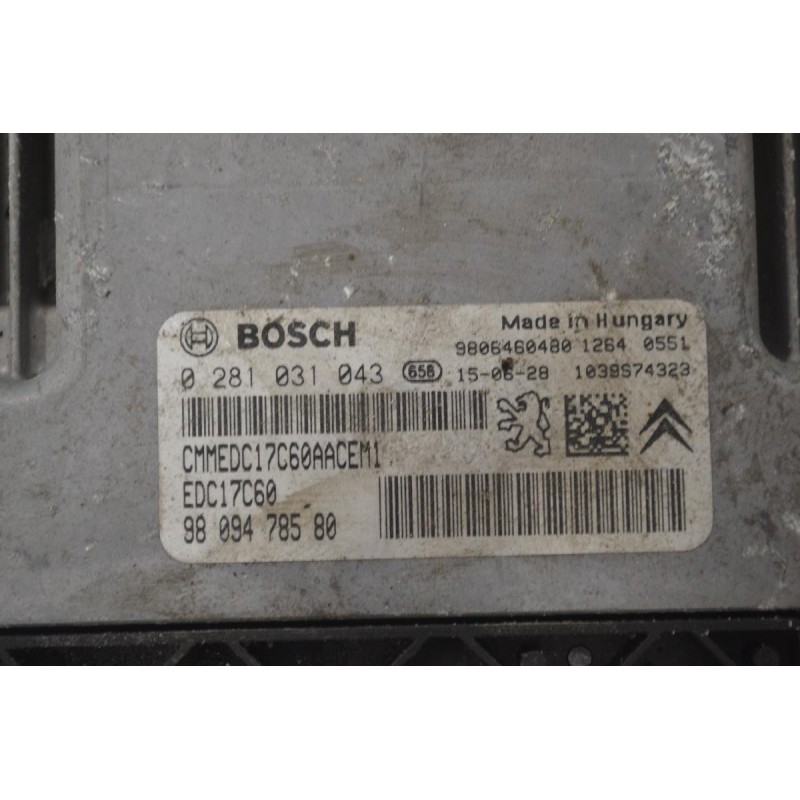 BOSCH
Made in Hungary
9806460480 1264 0551
0 281 031 043 658 15-06-28 1039S74323
CMMEDC17C60AACEM1
EDC17C60
98 094 785 80